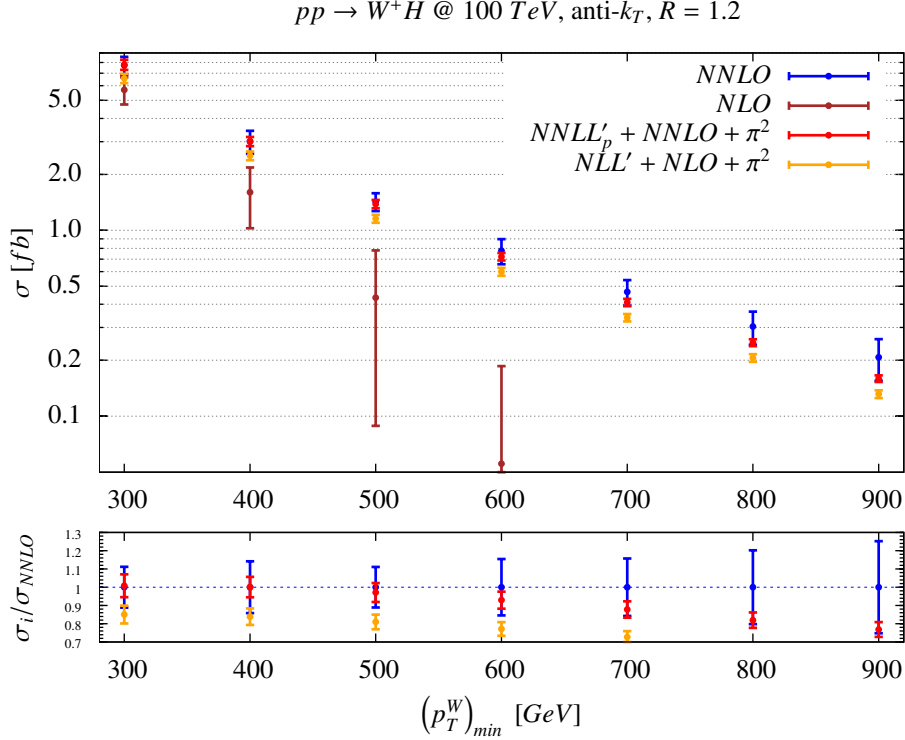 pp → W⁺H @ 100 TeV, anti-k_T, R = 1.2
NNLO
NLO
NNLL′_p + NNLO + π²
NLL′ + NLO + π²
σ [fb]
5.0
2.0
1.0
0.5
0.2
0.1
300 400 500 600 700 800 900
σ_i/σ_NNLO
1.3
1.2
1.1
1.0
0.9
0.8
0.7
300 400 500 600 700 800 900
(p_T^W)_min [GeV]